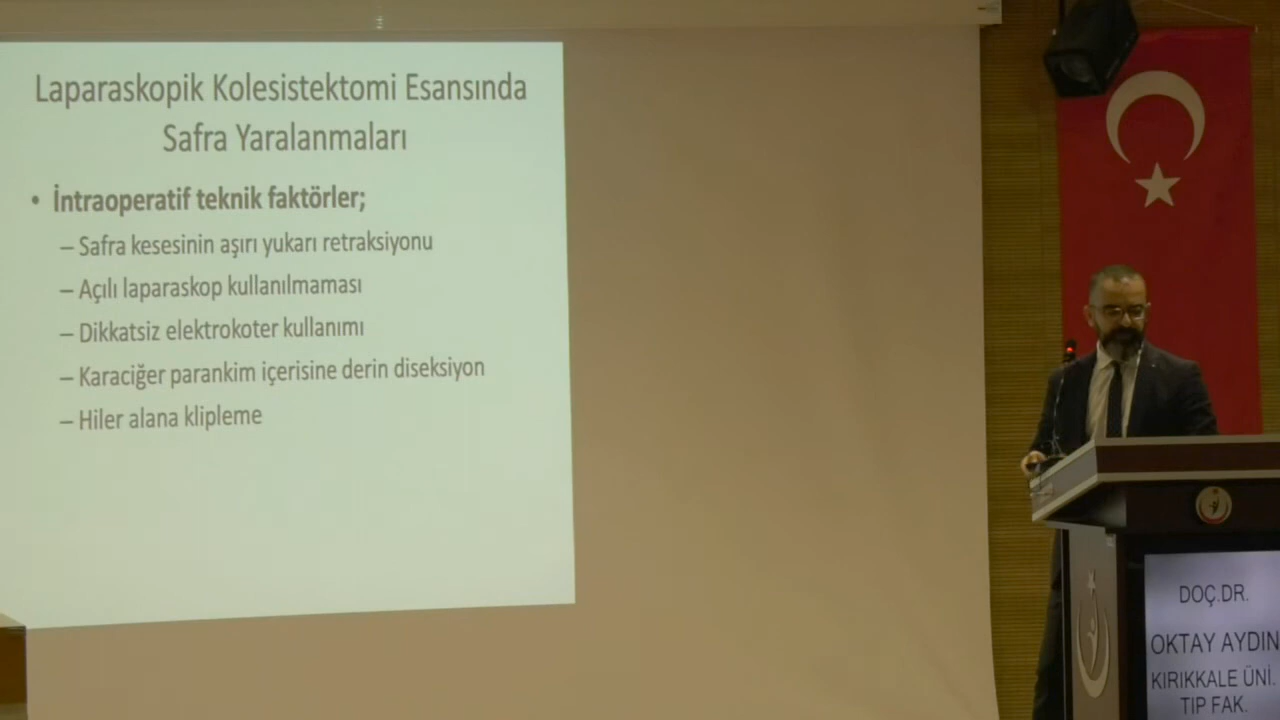 Laparaskopik Kolesistektomi Esansında
Safra Yaralanmaları
• İntraoperatif teknik faktörler;
– Safra kesesinin aşırı yukarı retraksiyonu
– Açılı laparaskop kullanılmaması
– Dikkatsiz elektrokoter kullanımı
– Karaciğer parankim içerisine derin diseksiyon
– Hiler alana klipleme
DOÇ.DR.
OKTAY AYDIN
KIRIKKALE ÜNİ.
TIP FAK.